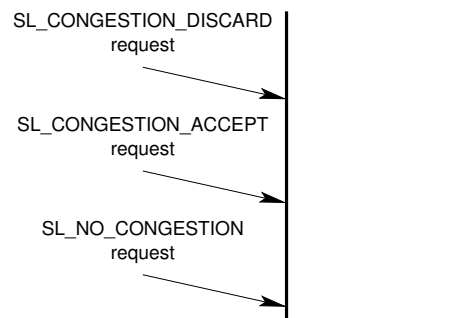 SL_CONGESTION_DISCARD
request
SL_CONGESTION_ACCEPT
request
SL_NO_CONGESTION
request